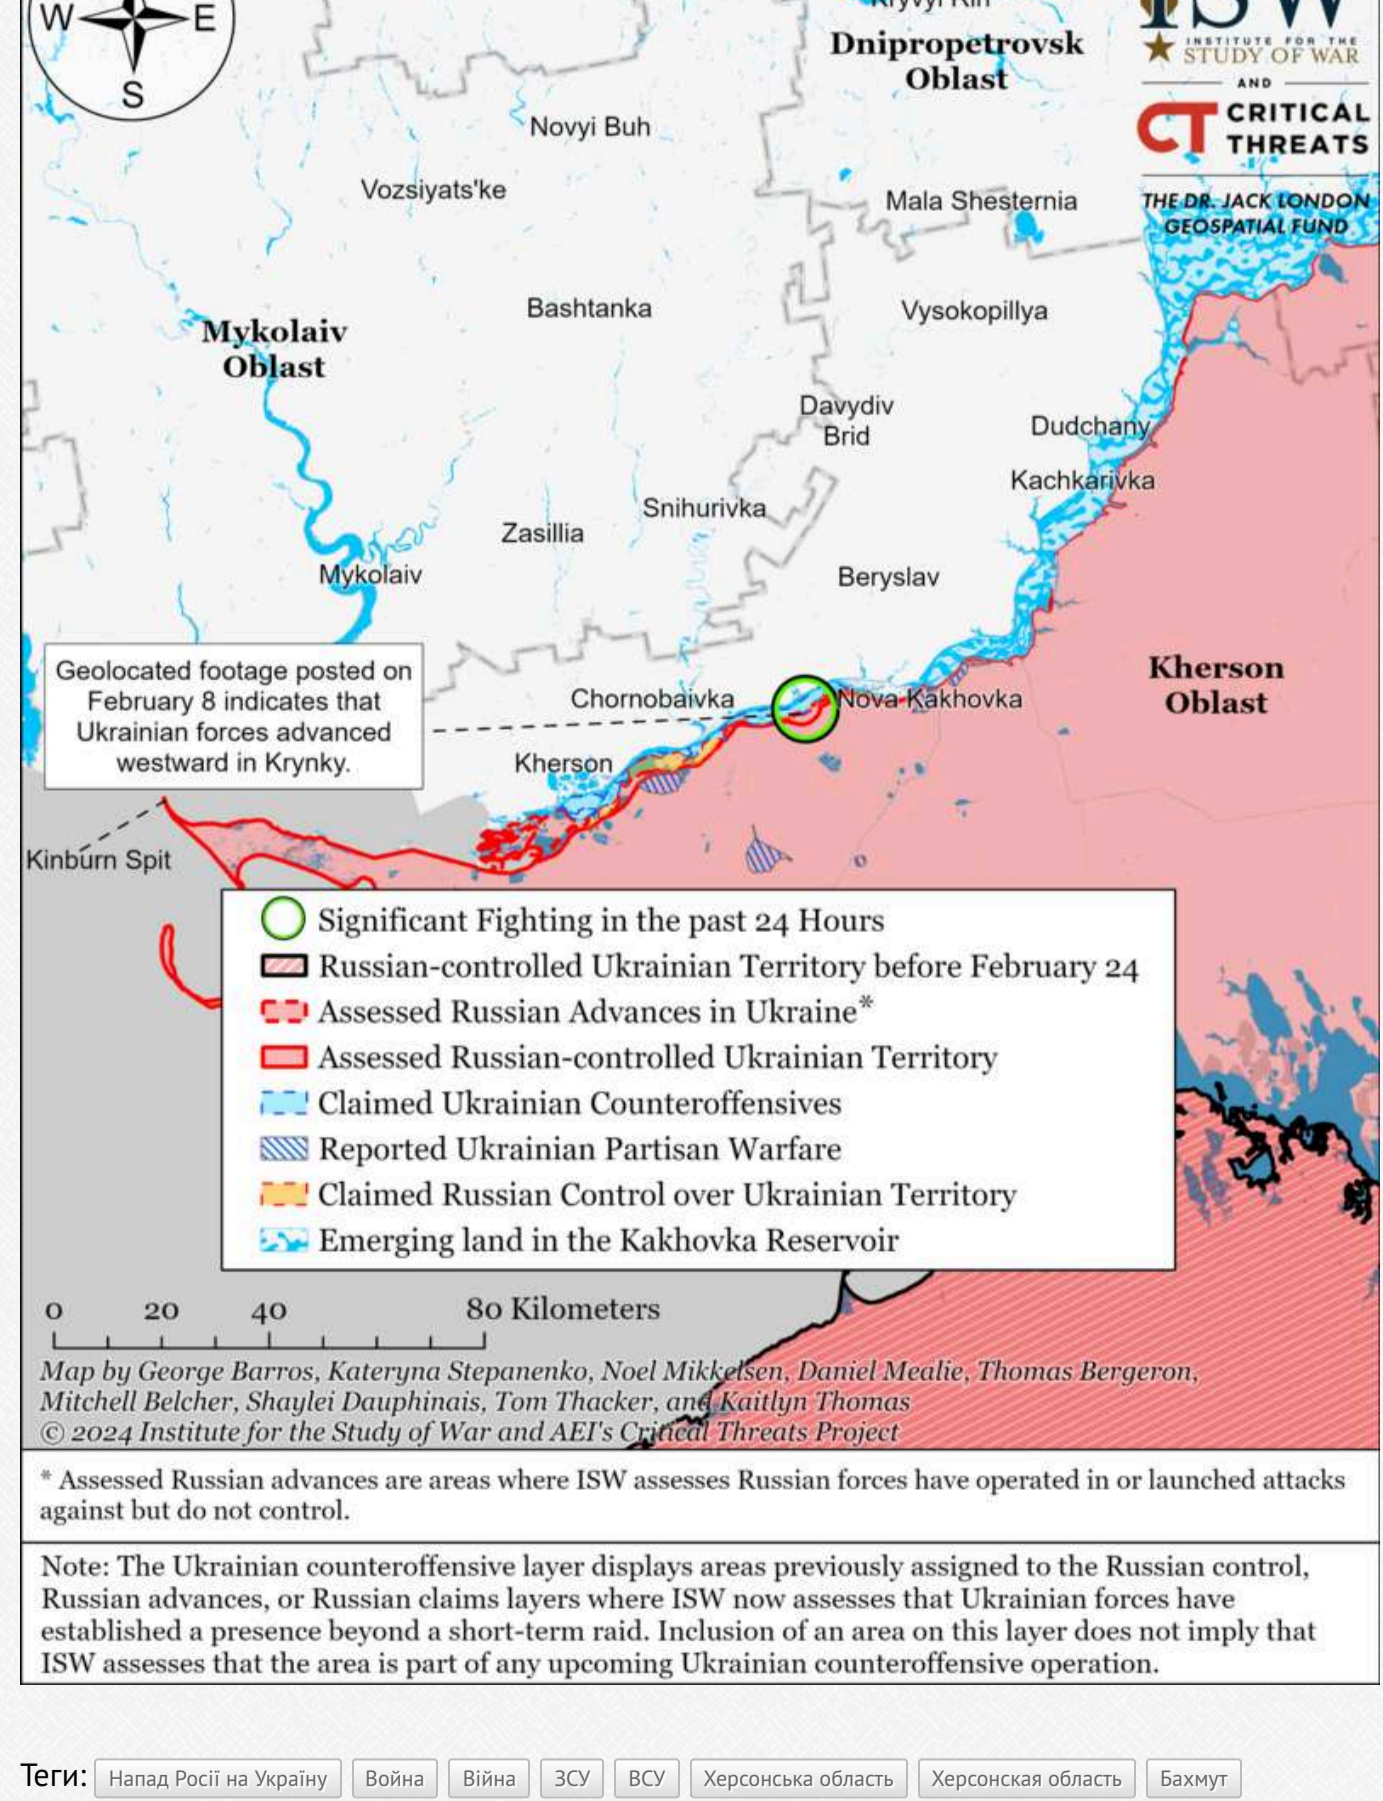 W E
S
Kryvyi Rih
Dnipropetrovsk
Oblast
ISW
INSTITUTE FOR THE
STUDY OF WAR
AND
CT CRITICAL
THREATS
THE DR. JACK LONDON
GEOSPATIAL FUND
Novyi Buh
Vozsiyats'ke
Mala Shesternia
Bashtanka
Vysokopillya
Mykolaiv
Oblast
Davydiv
Brid
Dudchany
Kachkarivka
Snihurivka
Zasillia
Mykolaiv
Beryslav
Geolocated footage posted on
February 8 indicates that
Ukrainian forces advanced
westward in Krynky.
Kherson
Oblast
Chornobaivka
Nova Kakhovka
Kherson
Kinburn Spit
Significant Fighting in the past 24 Hours
Russian-controlled Ukrainian Territory before February 24
Assessed Russian Advances in Ukraine*
Assessed Russian-controlled Ukrainian Territory
Claimed Ukrainian Counteroffensives
Reported Ukrainian Partisan Warfare
Claimed Russian Control over Ukrainian Territory
Emerging land in the Kakhovka Reservoir
0 20 40 80 Kilometers
Map by George Barros, Kateryna Stepanenko, Noel Mikkelsen, Daniel Mealie, Thomas Bergeron,
Mitchell Belcher, Shaylei Dauphinais, Tom Thacker, and Kaitlyn Thomas
© 2024 Institute for the Study of War and AEI's Critical Threats Project
* Assessed Russian advances are areas where ISW assesses Russian forces have operated in or launched attacks
against but do not control.
Note: The Ukrainian counteroffensive layer displays areas previously assigned to the Russian control,
Russian advances, or Russian claims layers where ISW now assesses that Ukrainian forces have
established a presence beyond a short-term raid. Inclusion of an area on this layer does not imply that
ISW assesses that the area is part of any upcoming Ukrainian counteroffensive operation.
Теги: Напад Росії на Україну Война Війна ЗСУ ВСУ Херсонська область Херсонская область Бахмут